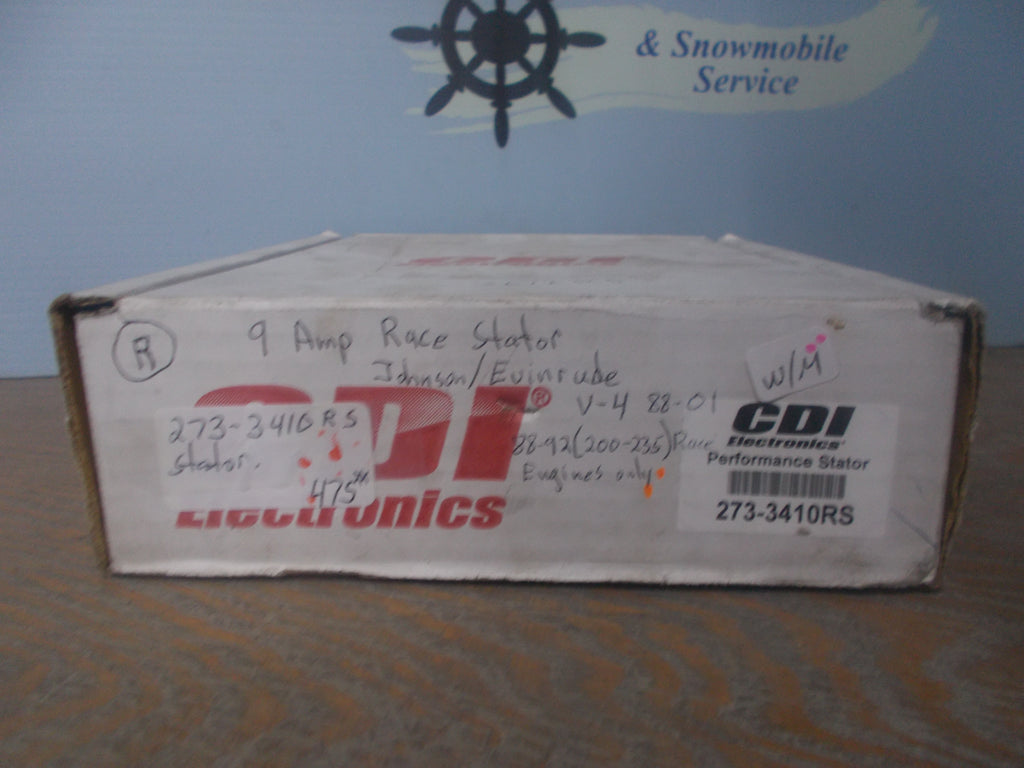 & Snowmobile
Service
R
9 Amp Race Stator
Johnson/Evinrude
V-4 88-01
88-92(200-235) Race
Engines only.
W/M
CDI®
Electronics
273-3410RS
Stator.
475
CDI
Electronics
Performance Stator
273-3410RS